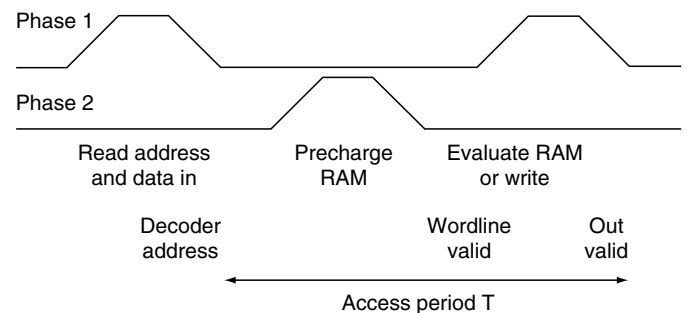 Phase 1
Phase 2
Read address
and data in
Precharge
RAM
Evaluate RAM
or write
Decoder
address
Wordline
valid
Out
valid
Access period T